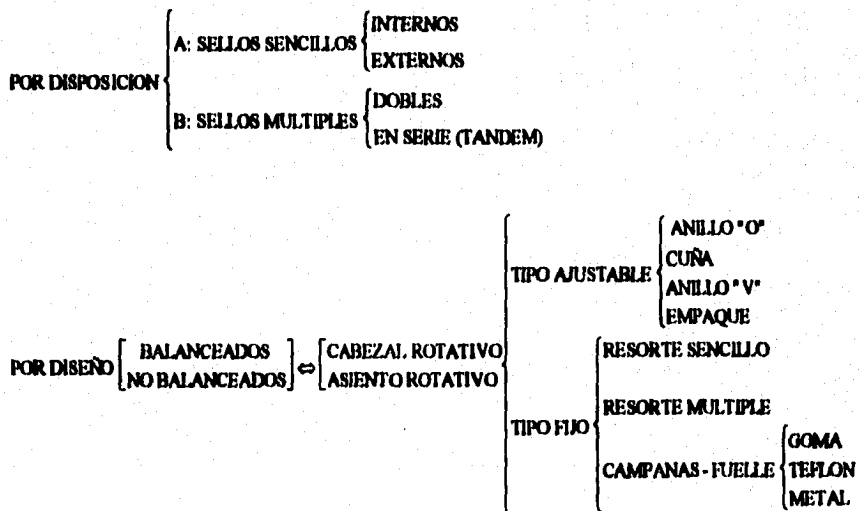 INTERNOS
A: SELLOS SENCILLOS
EXTERNOS
POR DISPOSICION
DOBLES
B: SELLOS MULTIPLES
EN SERIE (TANDEM)
ANILLO "O"
CUÑA
TIPO AJUSTABLE
ANILLO "V"
EMPAQUE
BALANCEADOS
CABEZAL ROTATIVO
RESORTE SENCILLO
POR DISEÑO
NO BALANCEADOS
⇔
ASIENTO ROTATIVO
RESORTE MULTIPLE
TIPO FIJO
GOMA
CAMPANAS - FUELLE
TEFLON
METAL